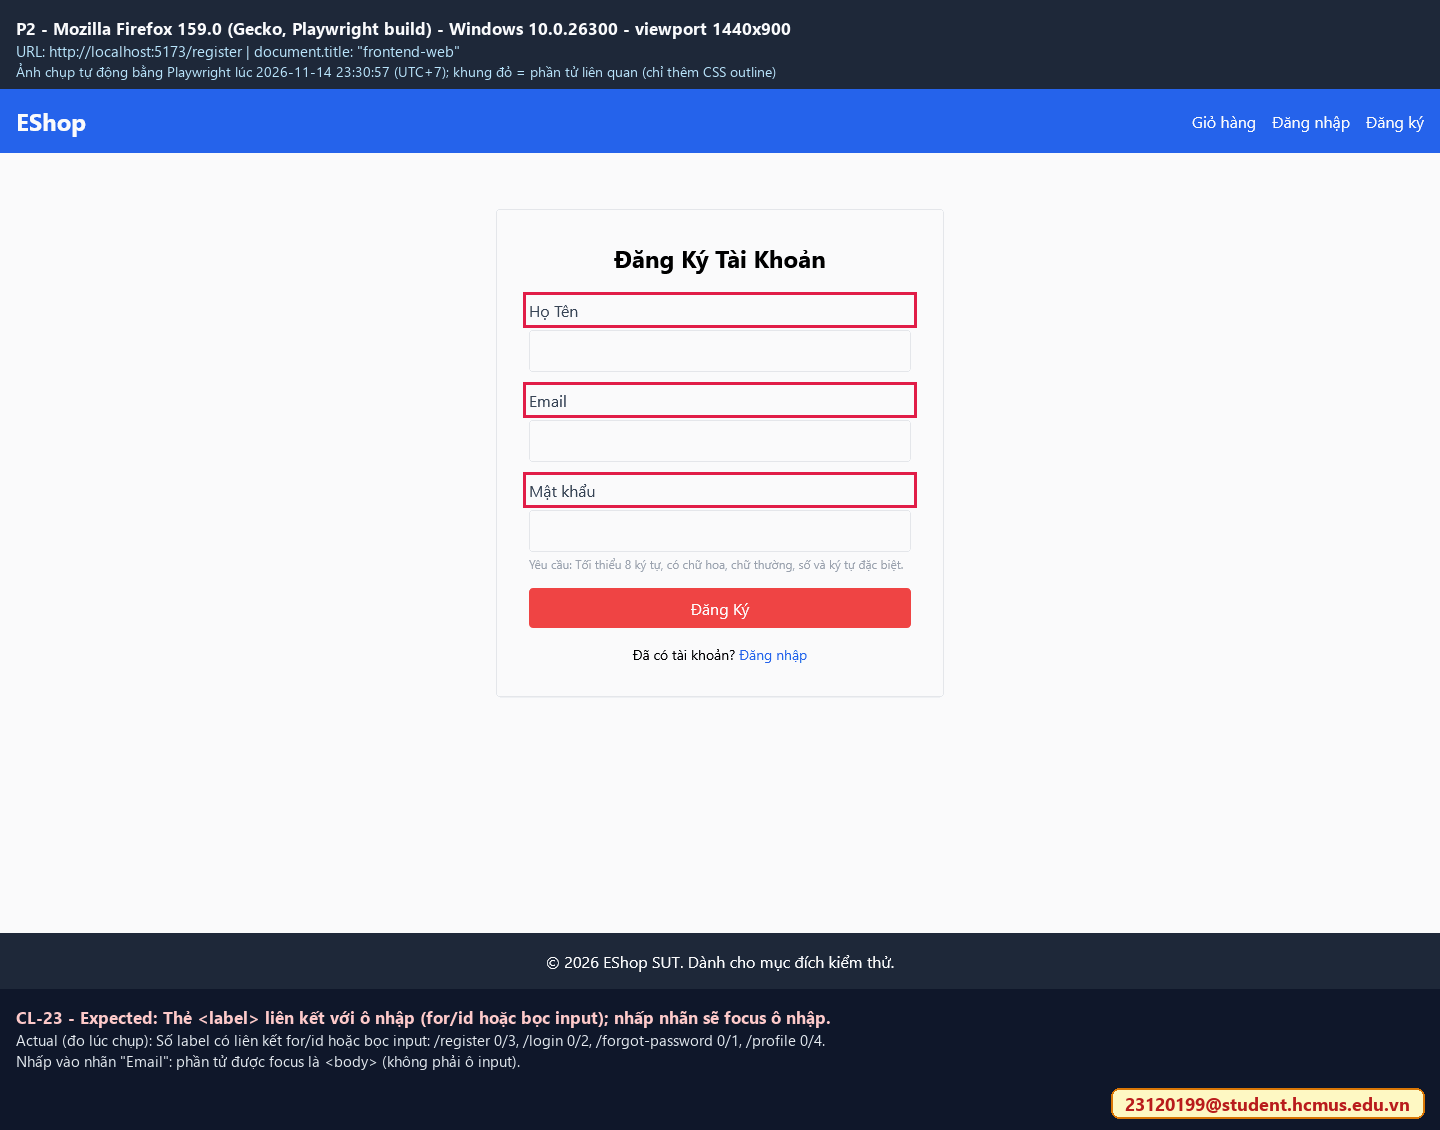 P2 - Mozilla Firefox 159.0 (Gecko, Playwright build) - Windows 10.0.26300 - viewport 1440x900
URL: http://localhost:5173/register | document.title: "frontend-web"
Ảnh chụp tự động bằng Playwright lúc 2026-11-14 23:30:57 (UTC+7); khung đỏ = phần tử liên quan (chỉ thêm CSS outline)
EShop
Giỏ hàng Đăng nhập Đăng ký
Đăng Ký Tài Khoản
Họ Tên
Email
Mật khẩu
Yêu cầu: Tối thiểu 8 ký tự, có chữ hoa, chữ thường, số và ký tự đặc biệt.
Đăng Ký
Đã có tài khoản? Đăng nhập
© 2026 EShop SUT. Dành cho mục đích kiểm thử.
CL-23 - Expected: Thẻ <label> liên kết với ô nhập (for/id hoặc bọc input); nhấp nhãn sẽ focus ô nhập.
Actual (đo lúc chụp): Số label có liên kết for/id hoặc bọc input: /register 0/3, /login 0/2, /forgot-password 0/1, /profile 0/4.
Nhấp vào nhãn "Email": phần tử được focus là <body> (không phải ô input).
23120199@student.hcmus.edu.vn